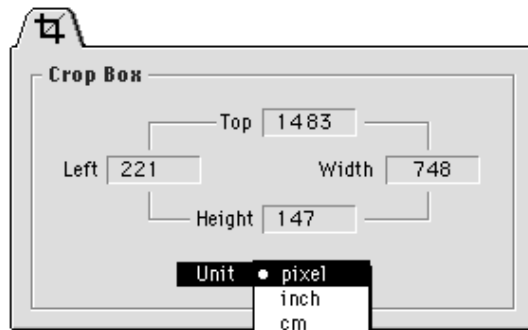 Crop Box
Top 1483
Left 221 Width 748
Height 147
Unit pixel
inch
cm